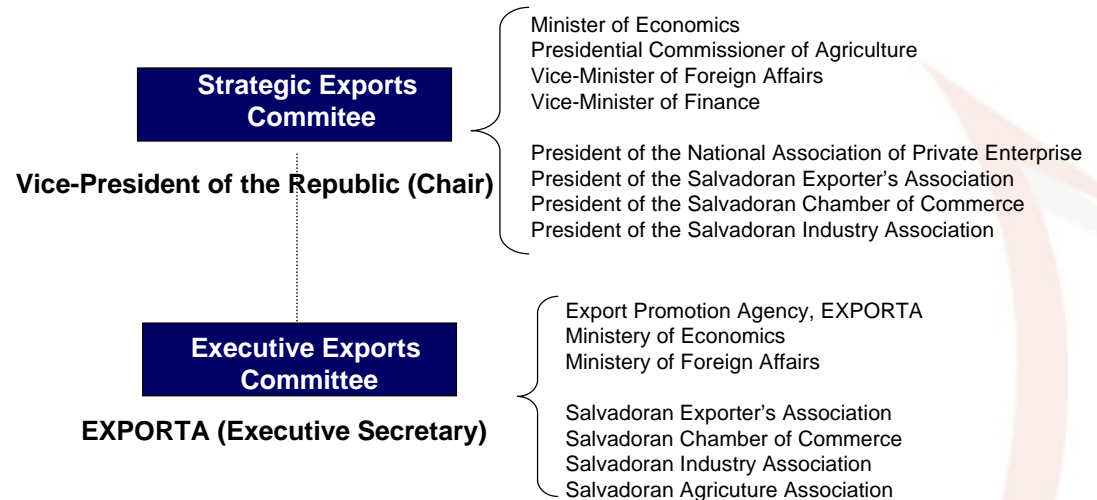 Strategic Exports
Commitee
Vice-President of the Republic (Chair)
Minister of Economics
Presidential Commissioner of Agriculture
Vice-Minister of Foreign Affairs
Vice-Minister of Finance
President of the National Association of Private Enterprise
President of the Salvadoran Exporter's Association
President of the Salvadoran Chamber of Commerce
President of the Salvadoran Industry Association
Executive Exports
Committee
EXPORTA (Executive Secretary)
Export Promotion Agency, EXPORTA
Ministery of Economics
Ministery of Foreign Affairs
Salvadoran Exporter's Association
Salvadoran Chamber of Commerce
Salvadoran Industry Association
Salvadoran Agricuture Association